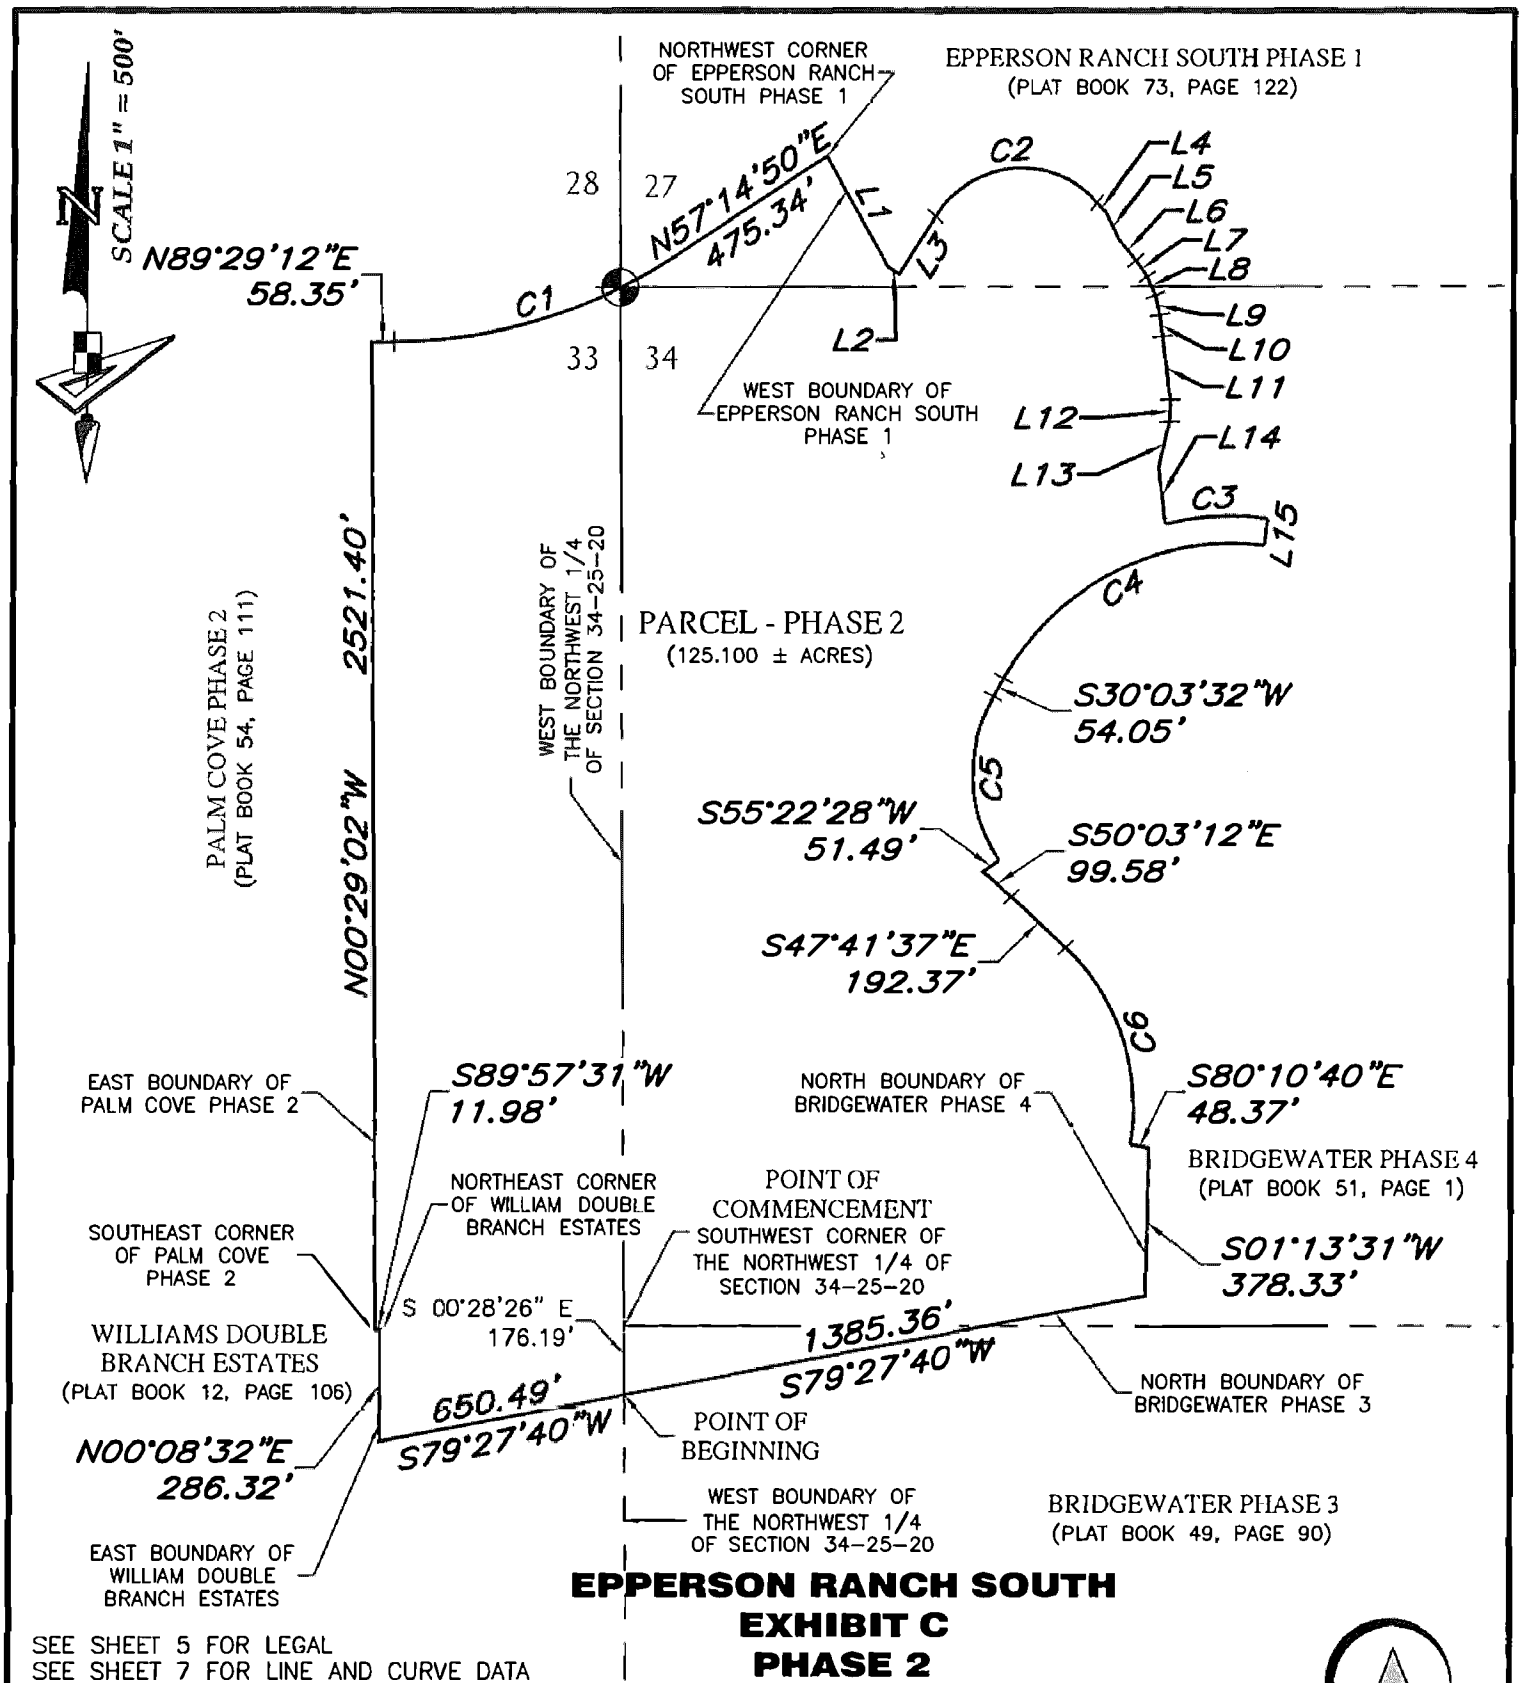 SCALE 1" = 500'
N
NORTHWEST CORNER
OF EPPERSON RANCH
SOUTH PHASE 1
EPPERSON RANCH SOUTH PHASE 1
(PLAT BOOK 73, PAGE 122)
28
27
33
34
N57°14'50"E
475.34'
N89°29'12"E
58.35'
C1
L1
L2
L3
C2
L4
L5
L6
L7
L8
L9
L10
L11
L12
L13
L14
C3
L15
C4
WEST BOUNDARY OF
EPPERSON RANCH SOUTH
PHASE 1
2521.40'
N00°29'02"W
PALM COVE PHASE 2
(PLAT BOOK 54, PAGE 111)
WEST BOUNDARY OF
THE NORTHWEST 1/4
OF SECTION 34-25-20
PARCEL - PHASE 2
(125.100 ± ACRES)
S30°03'32"W
54.05'
C5
S55°22'28"W
51.49'
S50°03'12"E
99.58'
S47°41'37"E
192.37'
C6
EAST BOUNDARY OF
PALM COVE PHASE 2
S89°57'31"W
11.98'
NORTH BOUNDARY OF
BRIDGEWATER PHASE 4
S80°10'40"E
48.37'
BRIDGEWATER PHASE 4
(PLAT BOOK 51, PAGE 1)
NORTHEAST CORNER
OF WILLIAM DOUBLE
BRANCH ESTATES
POINT OF
COMMENCEMENT
SOUTHWEST CORNER OF
THE NORTHWEST 1/4 OF
SECTION 34-25-20
SOUTHEAST CORNER
OF PALM COVE
PHASE 2
S01°13'31"W
378.33'
S 00°28'26" E
176.19'
WILLIAMS DOUBLE
BRANCH ESTATES
(PLAT BOOK 12, PAGE 106)
1385.36'
S79°27'40"W
650.49'
S79°27'40"W
NORTH BOUNDARY OF
BRIDGEWATER PHASE 3
POINT OF
BEGINNING
N00°08'32"E
286.32'
WEST BOUNDARY OF
THE NORTHWEST 1/4
OF SECTION 34-25-20
BRIDGEWATER PHASE 3
(PLAT BOOK 49, PAGE 90)
EAST BOUNDARY OF
WILLIAM DOUBLE
BRANCH ESTATES
EPPERSON RANCH SOUTH
EXHIBIT C
PHASE 2
SEE SHEET 5 FOR LEGAL
SEE SHEET 7 FOR LINE AND CURVE DATA